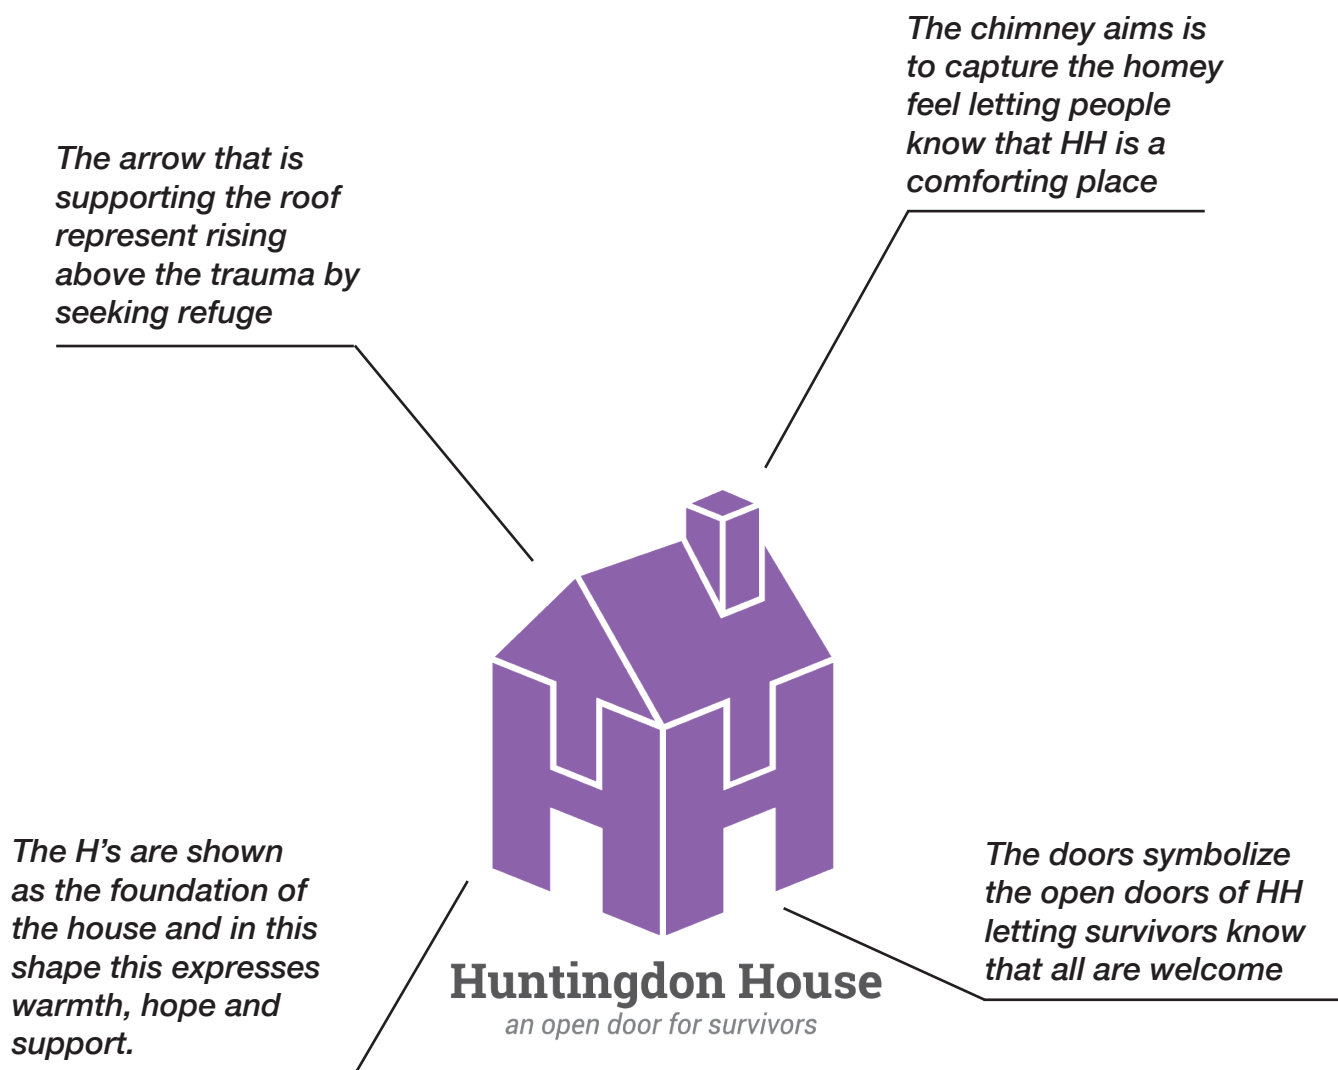 The chimney aims is
to capture the homey
feel letting people
know that HH is a
comforting place
The arrow that is
supporting the roof
represent rising
above the trauma by
seeking refuge
HH
The H’s are shown
as the foundation of
the house and in this
shape this expresses
warmth, hope and
support.
The doors symbolize
the open doors of HH
letting survivors know
that all are welcome
Huntingdon House
an open door for survivors